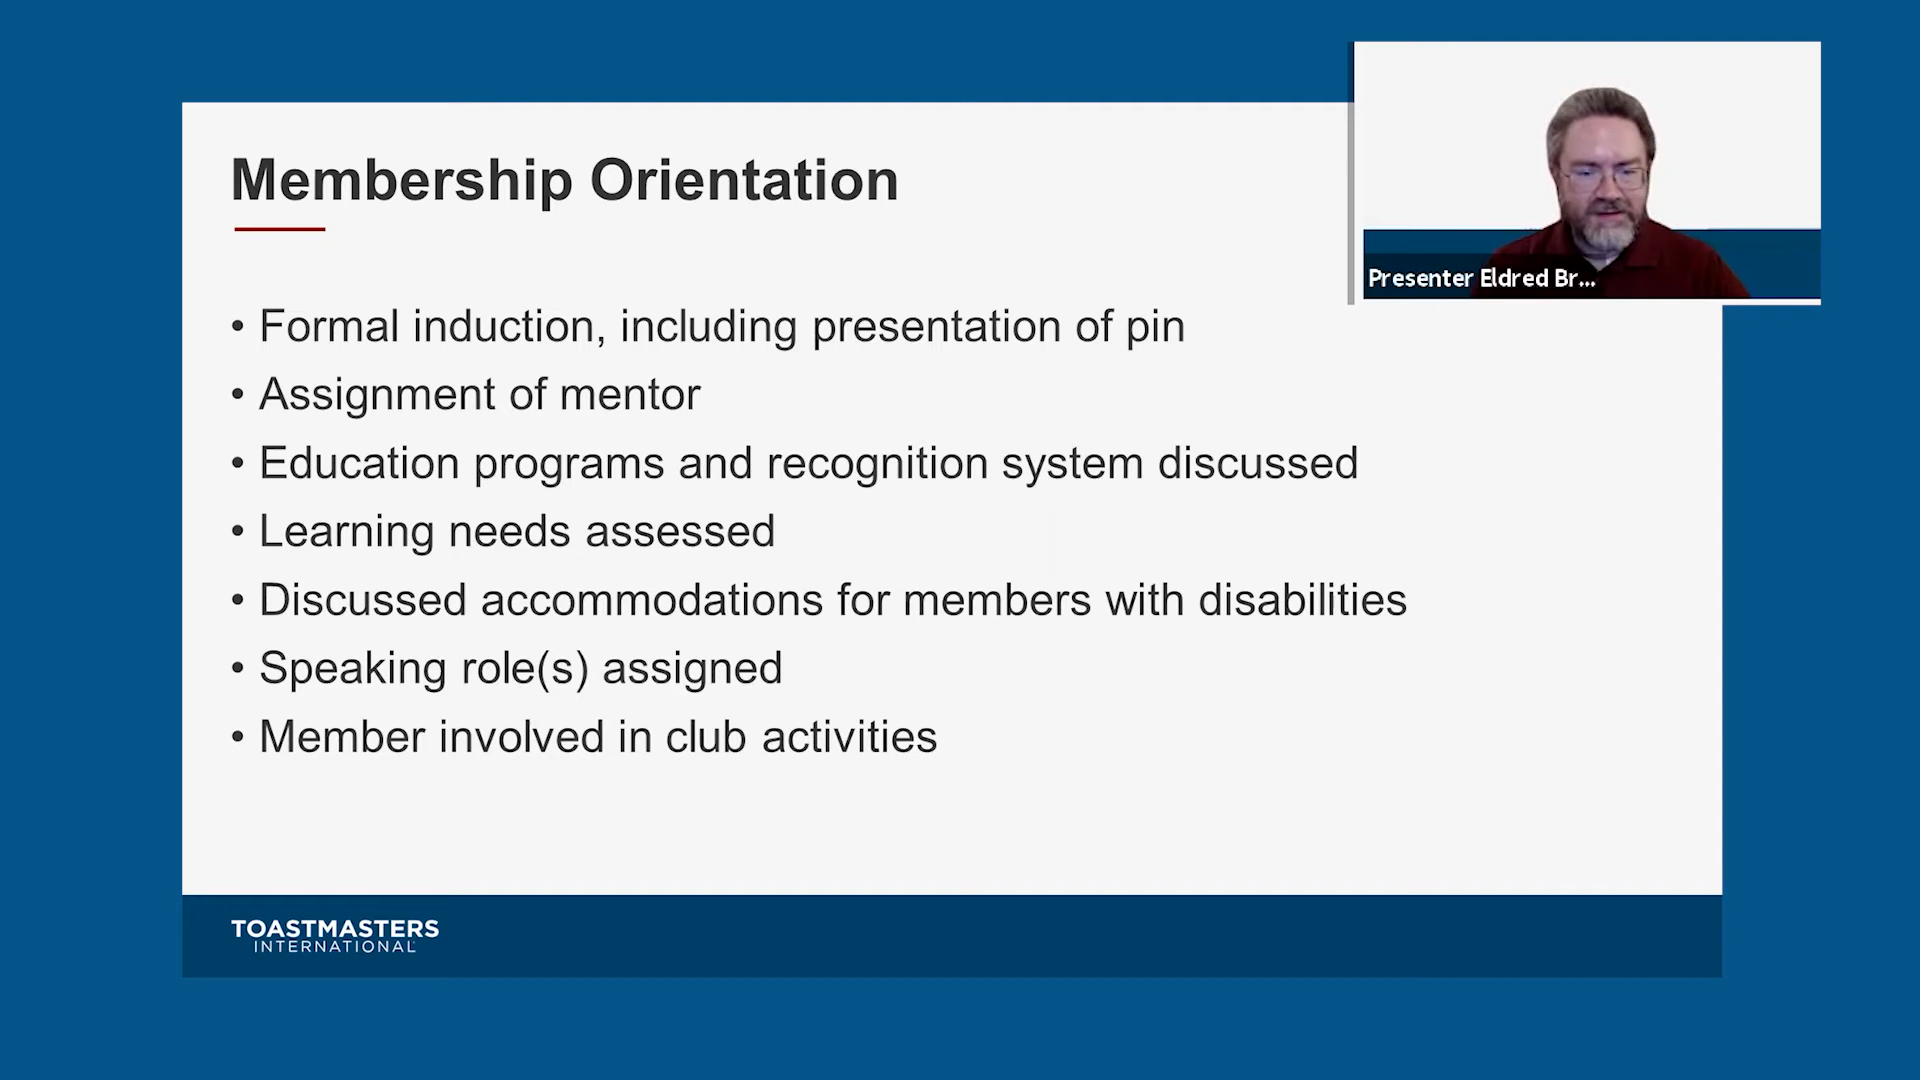 Membership Orientation
Presenter Eldred Br...
• Formal induction, including presentation of pin
• Assignment of mentor
• Education programs and recognition system discussed
• Learning needs assessed
• Discussed accommodations for members with disabilities
• Speaking role(s) assigned
• Member involved in club activities
TOASTMASTERS
INTERNATIONAL